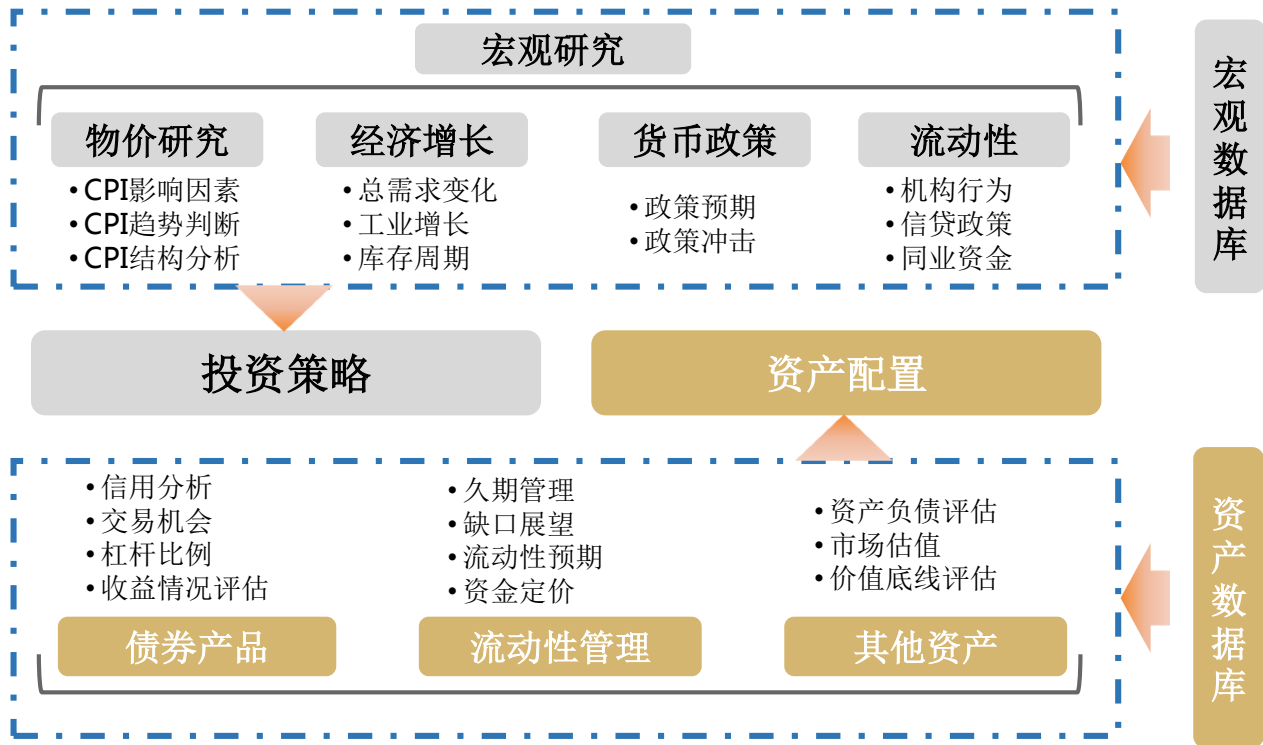 宏观研究
物价研究
• CPI影响因素
• CPI趋势判断
• CPI结构分析
经济增长
• 总需求变化
• 工业增长
• 库存周期
货币政策
• 政策预期
• 政策冲击
流动性
• 机构行为
• 信贷政策
• 同业资金
宏观数据库
投资策略
资产配置
• 信用分析
• 交易机会
• 杠杆比例
• 收益情况评估
债券产品
• 久期管理
• 缺口展望
• 流动性预期
• 资金定价
流动性管理
• 资产负债评估
• 市场估值
• 价值底线评估
其他资产
资产数据库